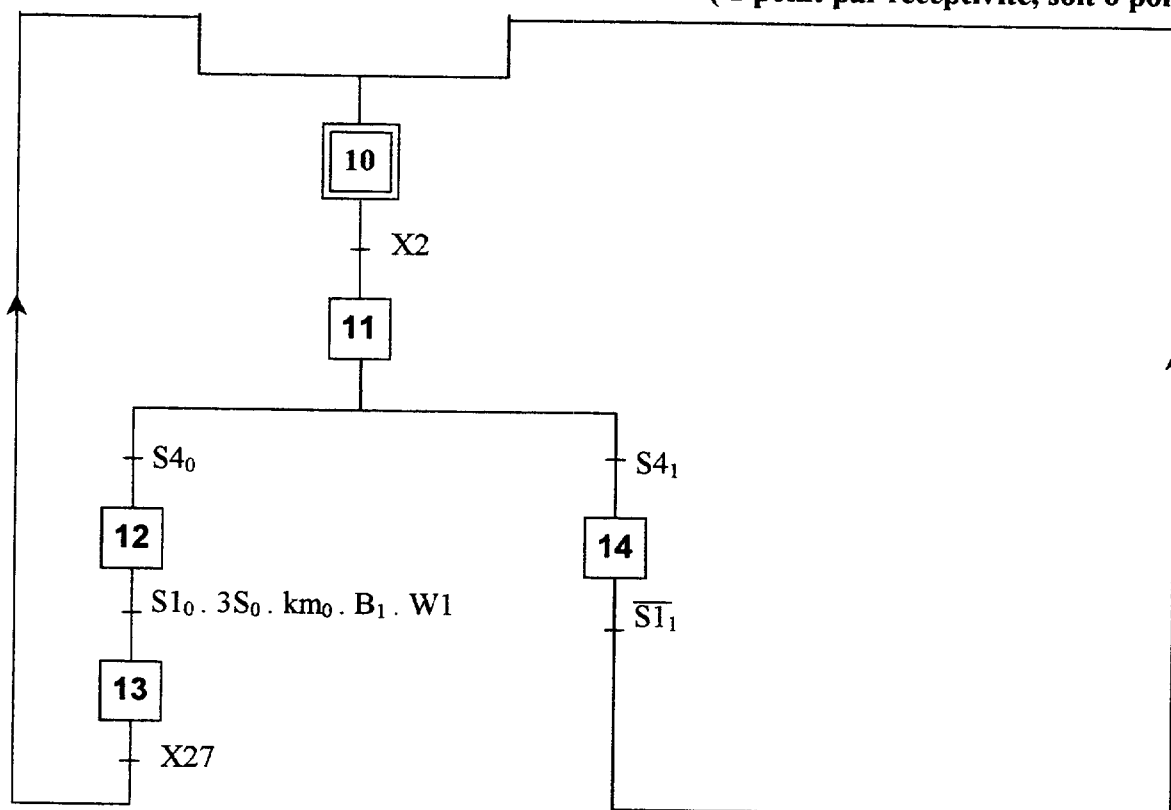 ( 1 point par réceptivité, soit 6
10
X2
11
S4₀
S4₁
12
14
S1₀ . 3S₀ . km₀ . B₁ . W1
S̅1̅₁
13
X27